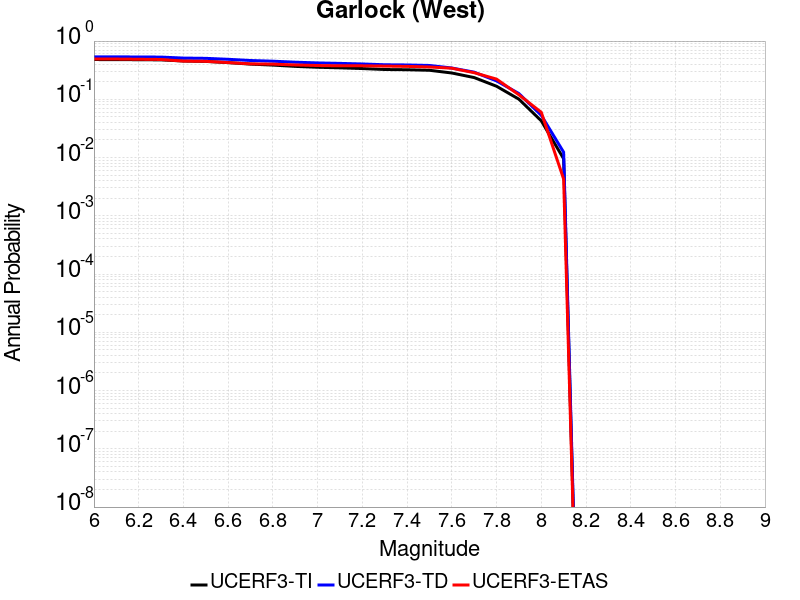 Garlock (West)
10^0
10^-1
10^-2
10^-3
10^-4
10^-5
10^-6
10^-7
10^-8
Annual Probability
6 6.2 6.4 6.6 6.8 7 7.2 7.4 7.6 7.8 8 8.2 8.4 8.6 8.8 9
Magnitude
UCERF3-TI UCERF3-TD UCERF3-ETAS